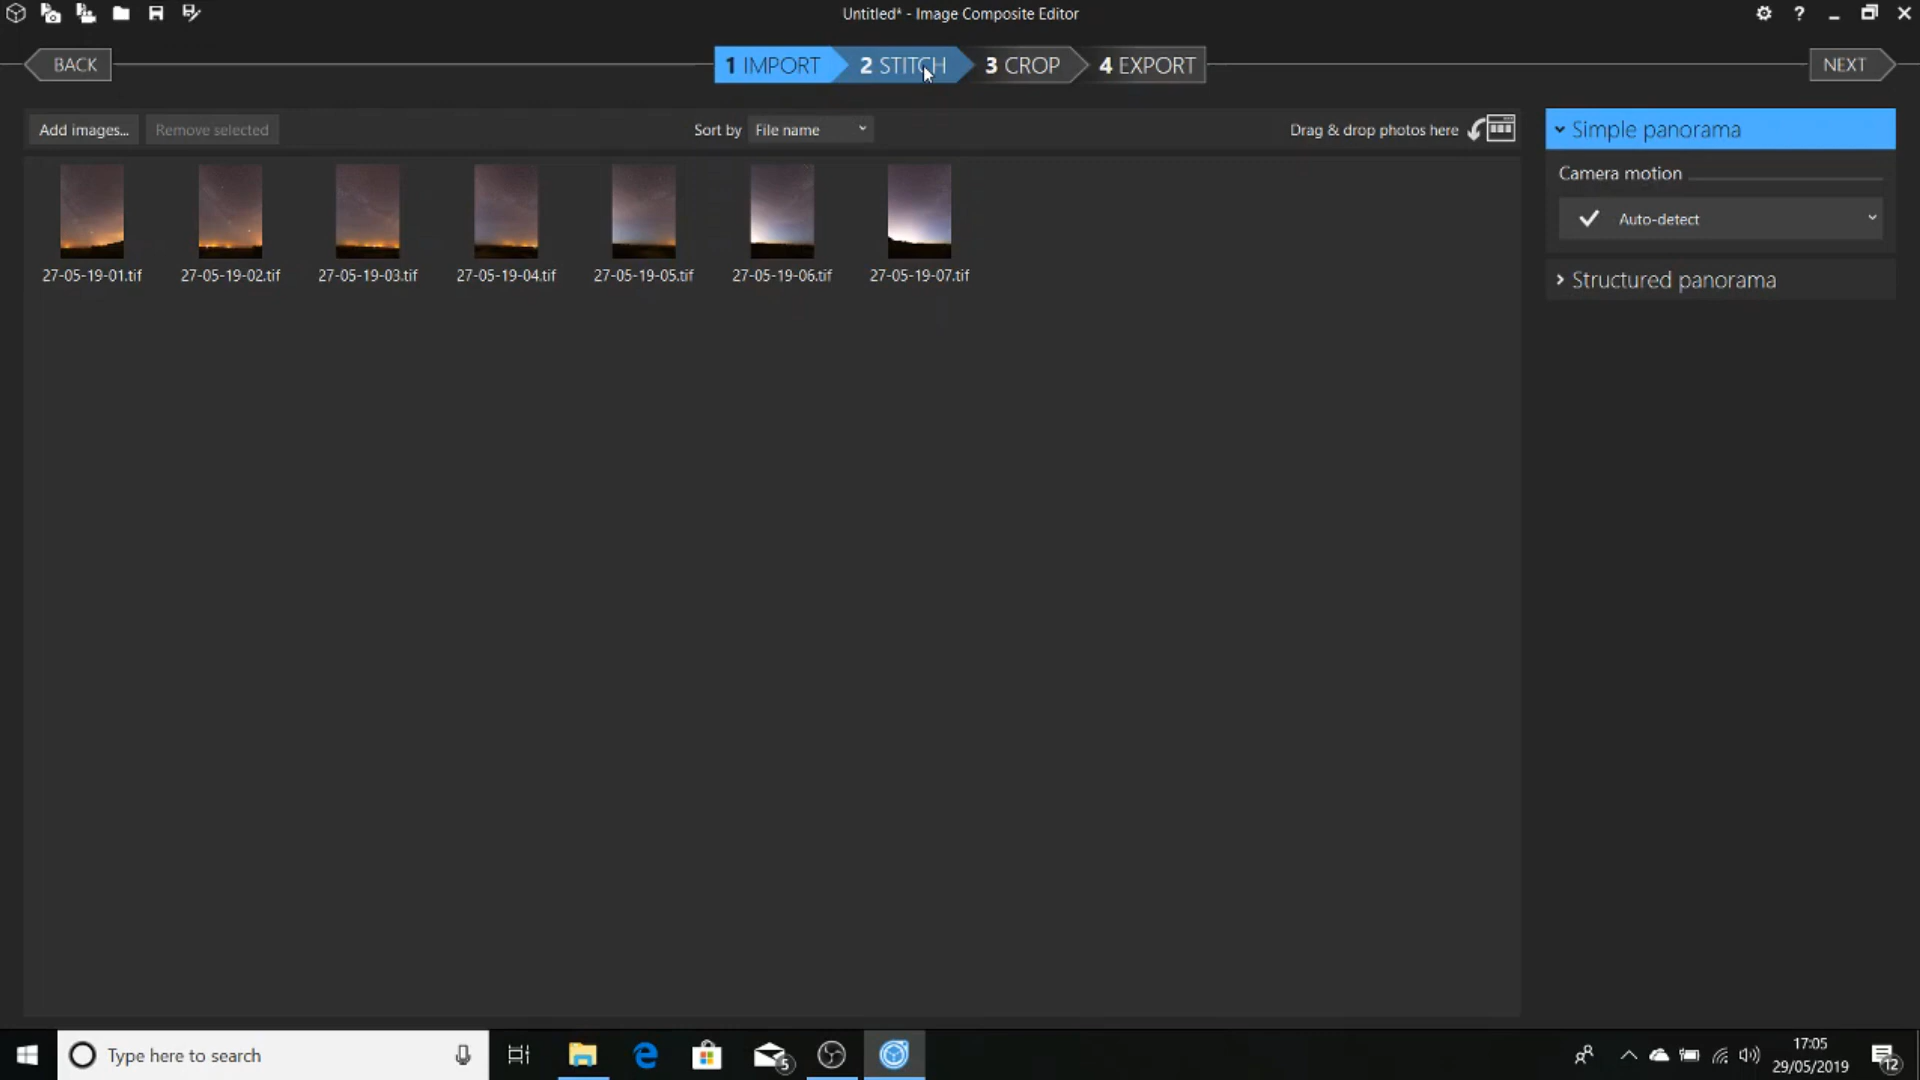 Untitled* - Image Composite Editor
BACK
1 IMPORT
2 STITCH
3 CROP
4 EXPORT
NEXT
Add images...
Remove selected
Sort by
File name
Drag & drop photos here
27-05-19-01.tif
27-05-19-02.tif
27-05-19-03.tif
27-05-19-04.tif
27-05-19-05.tif
27-05-19-06.tif
27-05-19-07.tif
Simple panorama
Camera motion
Auto-detect
Structured panorama
Type here to search
5
17:05
29/05/2019
12